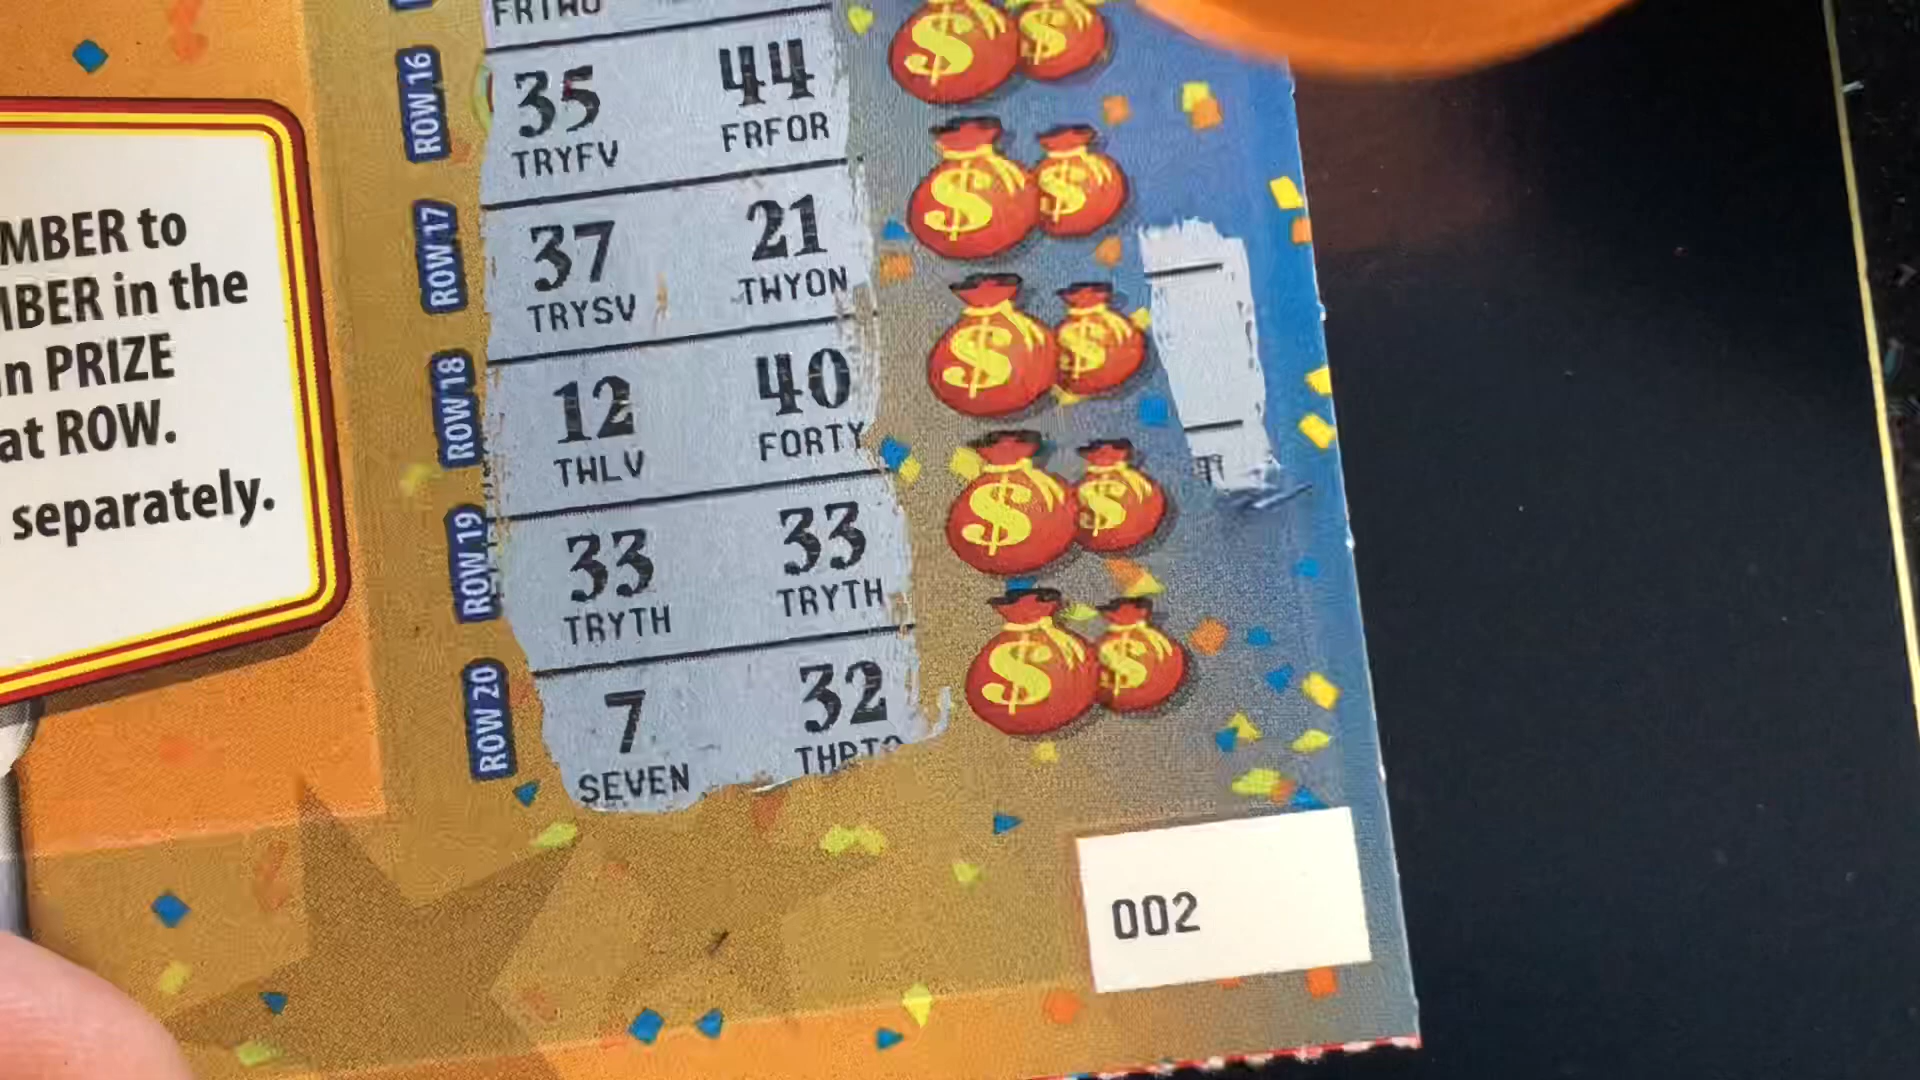 MBER to
MBER in the
n PRIZE
at ROW.
separately.
FRTWO
ROW 16
35 44
TRYFV FRFOR
ROW 17
37 21
TRYSV TWYON
ROW 18
12 40
TWLV FORTY
ROW 19
33 33
TRYTH TRYTH
ROW 20
7 32
SEVEN
$ $
$ $
$ $
$ $
$ $
002